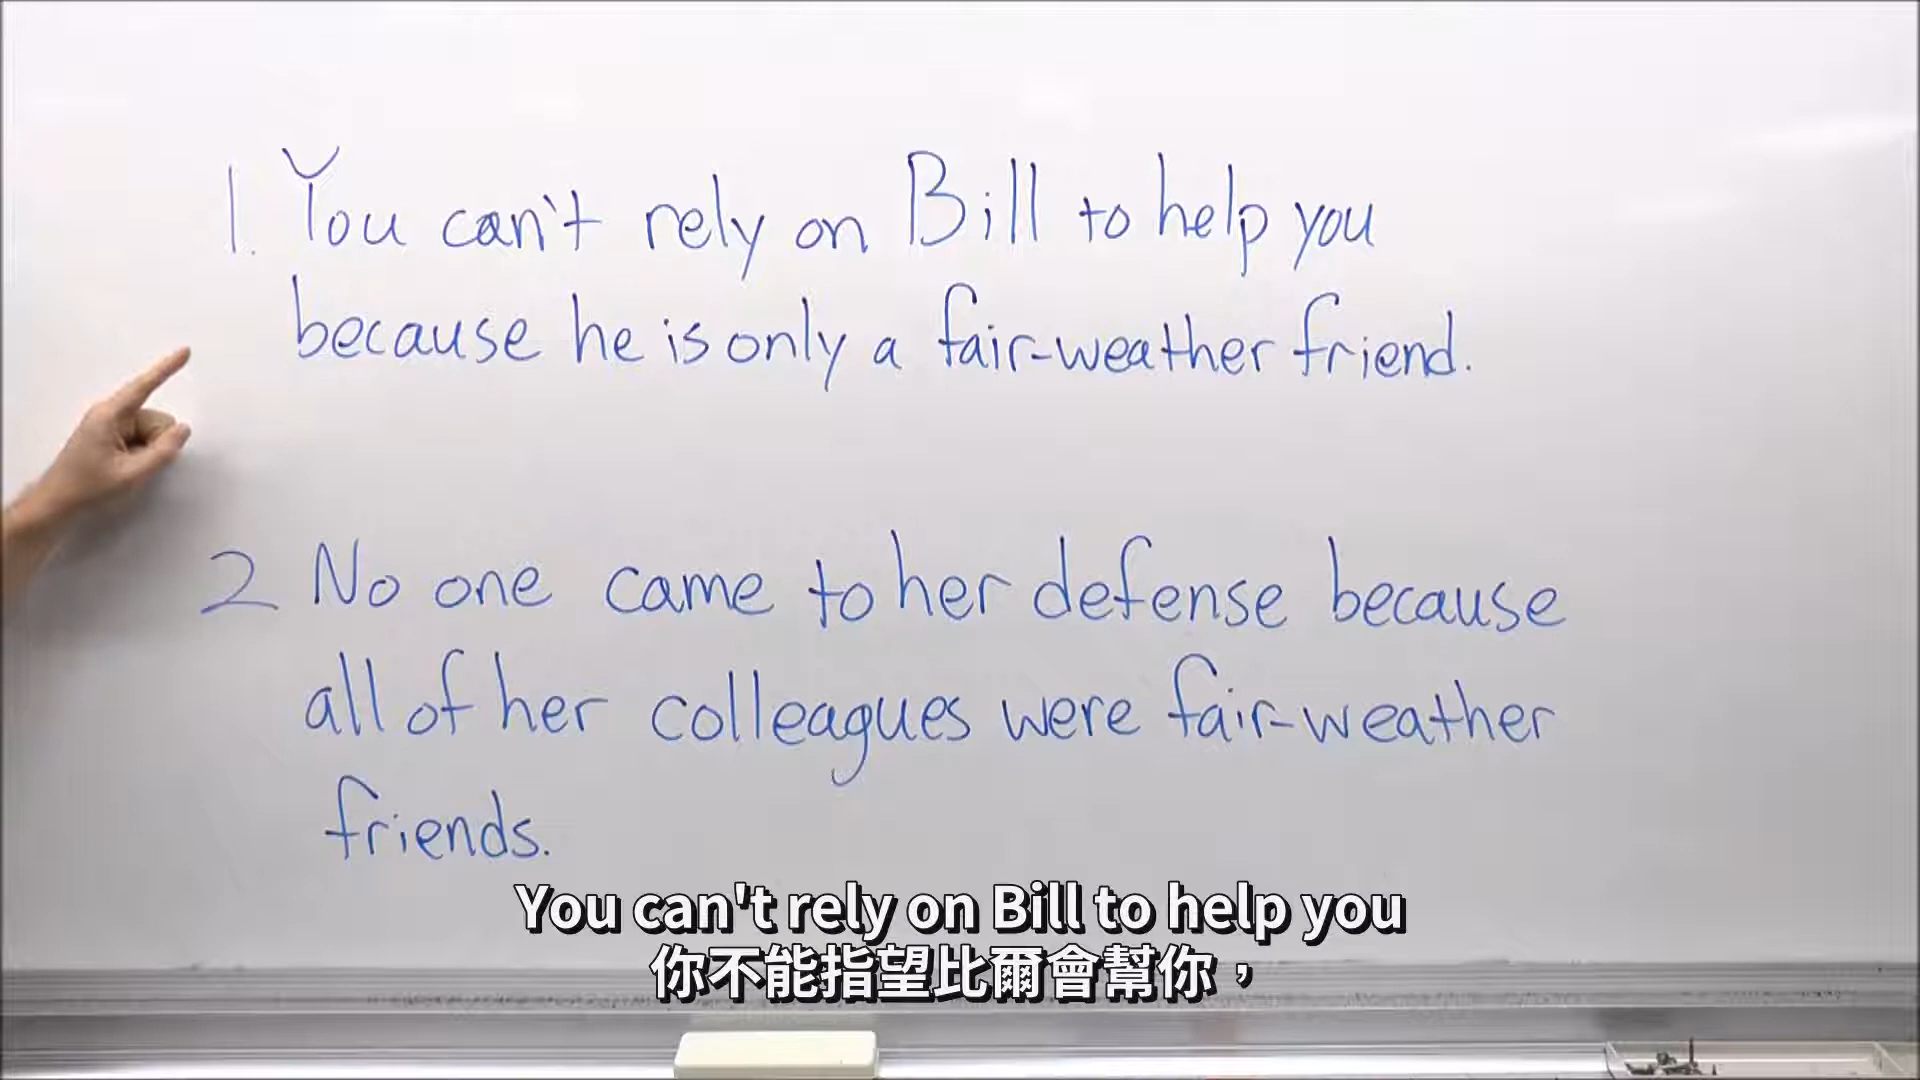 1. You can't rely on Bill to help you
because he is only a fair-weather friend.
2 No one came to her defense because
all of her colleagues were fair-weather
friends.
You can't rely on Bill to help you
你不能指望比爾會幫你，